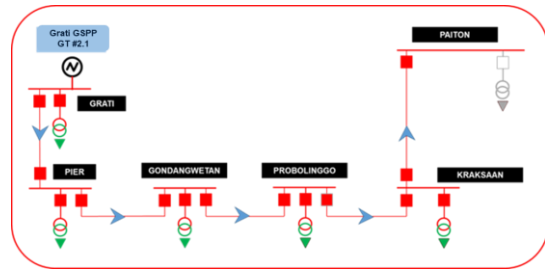 Grati GSPP
GT #2.1
PAITON
GRATI
PIER
GONDANGWETAN
PROBOLINGGO
KRAKSAAN